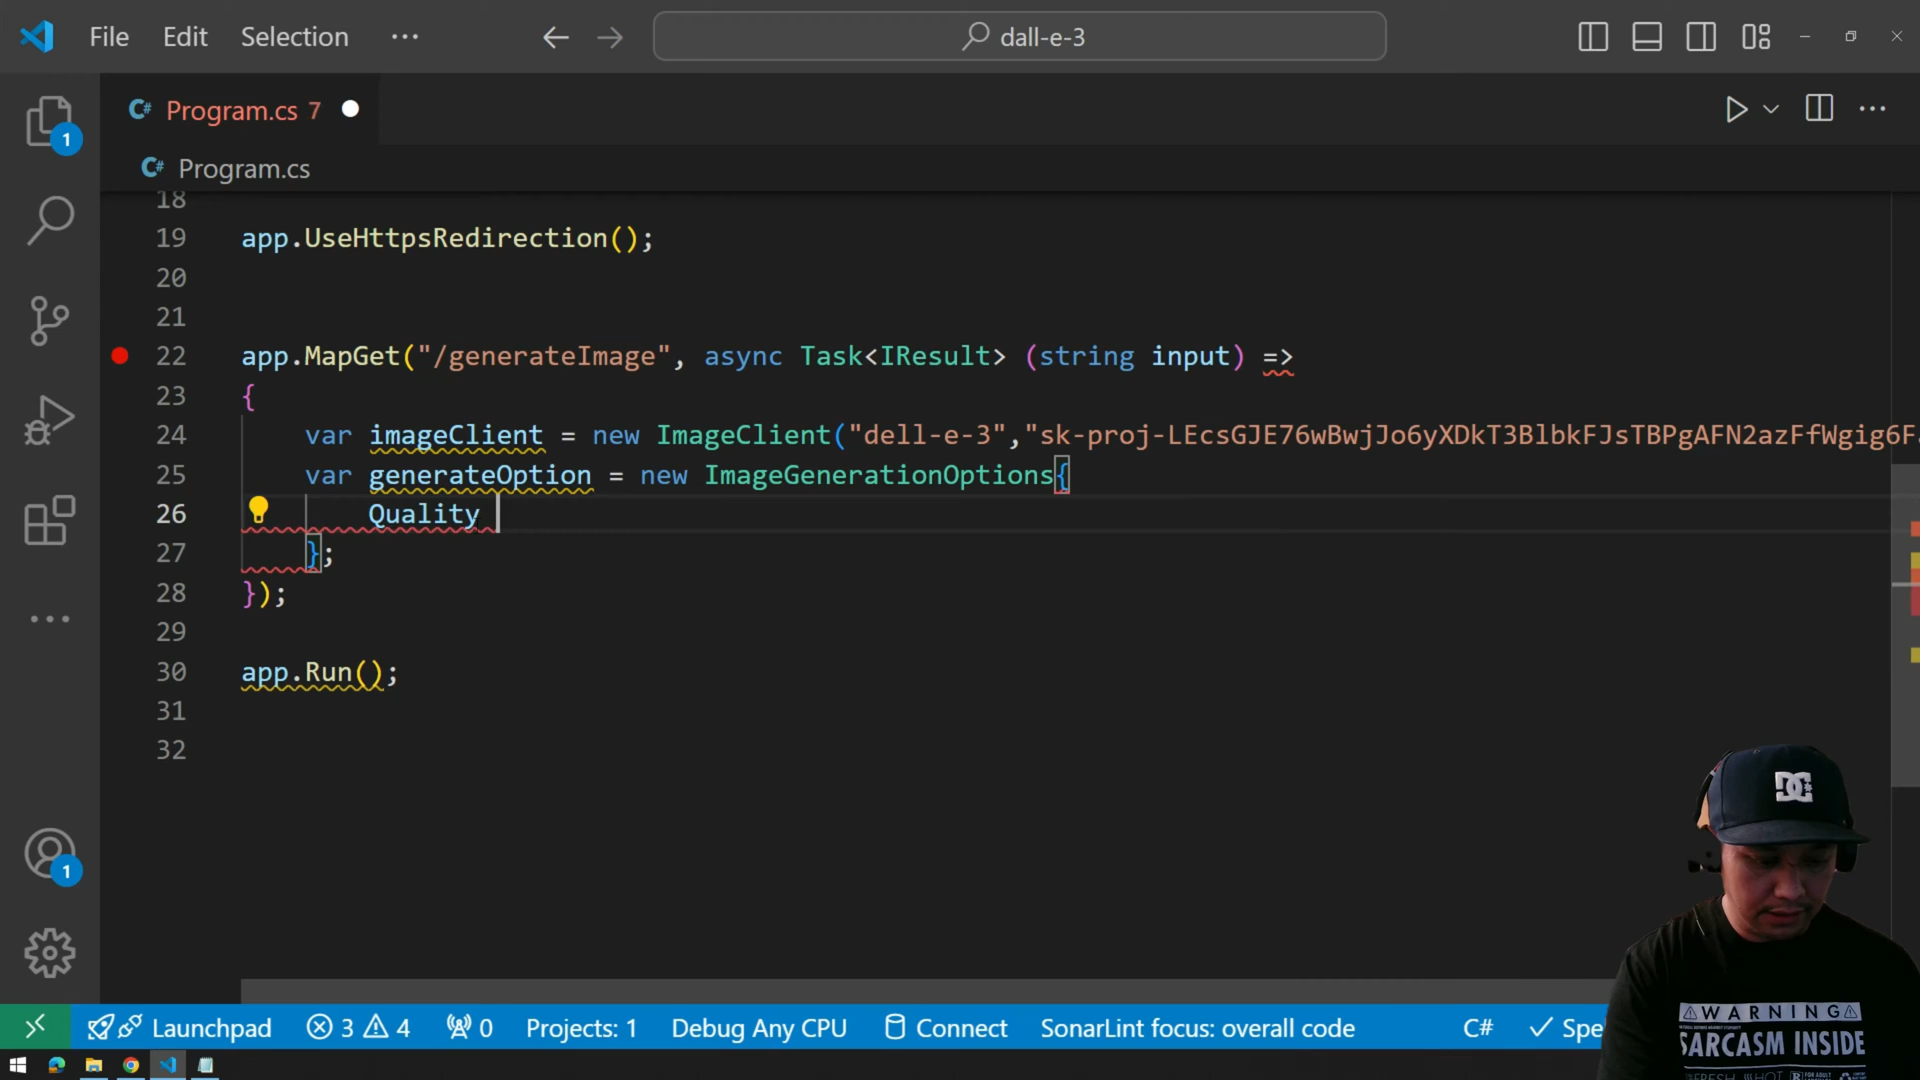 File Edit Selection ··· dall-e-3
Program.cs 7
Program.cs
18
19 app.UseHttpsRedirection();
20
21
22 app.MapGet("/generateImage", async Task<IResult> (string input) =>
23 {
24 var imageClient = new ImageClient("dell-e-3","sk-proj-LEcsGJE76wBwjJo6yXDkT3BlbkFJsTBPgAFN2azFfWgig6F
25 var generateOption = new ImageGenerationOptions{
26 Quality
27 };
28 });
29
30 app.Run();
31
32
1
1
Launchpad 3 4 0 Projects: 1 Debug Any CPU Connect SonarLint focus: overall code C# Spe
DC
WARNING
SARCASM INSIDE